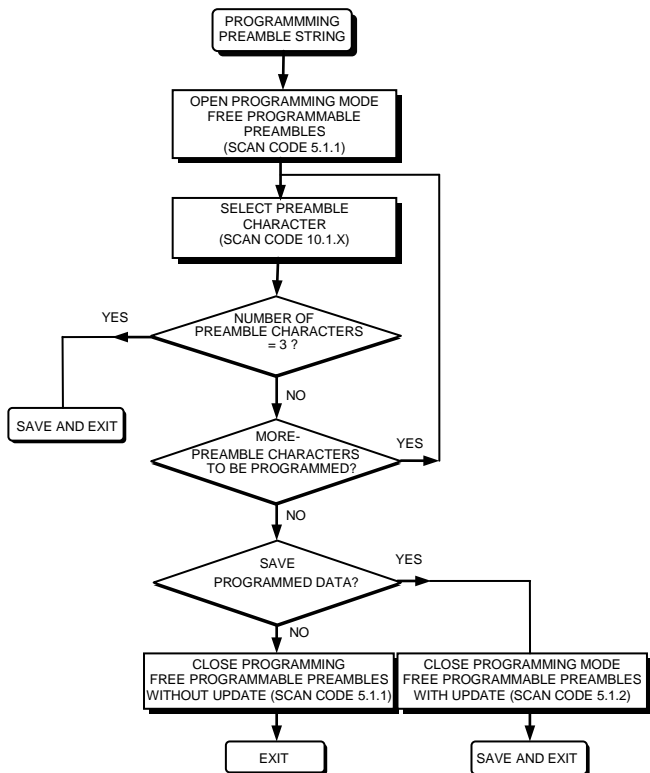 PROGRAMMMING
PREAMBLE STRING
OPEN PROGRAMMING MODE
FREE PROGRAMMABLE
PREAMBLES
(SCAN CODE 5.1.1)
SELECT PREAMBLE
CHARACTER
(SCAN CODE 10.1.X)
YES
NUMBER OF
PREAMBLE CHARACTERS
= 3 ?
NO
SAVE AND EXIT
MORE-
PREAMBLE CHARACTERS
TO BE PROGRAMMED?
YES
NO
SAVE
PROGRAMMED DATA?
YES
NO
CLOSE PROGRAMMING
FREE PROGRAMMABLE PREAMBLES
WITHOUT UPDATE (SCAN CODE 5.1.1)
CLOSE PROGRAMMING MODE
FREE PROGRAMMABLE PREAMBLES
WITH UPDATE (SCAN CODE 5.1.2)
EXIT
SAVE AND EXIT